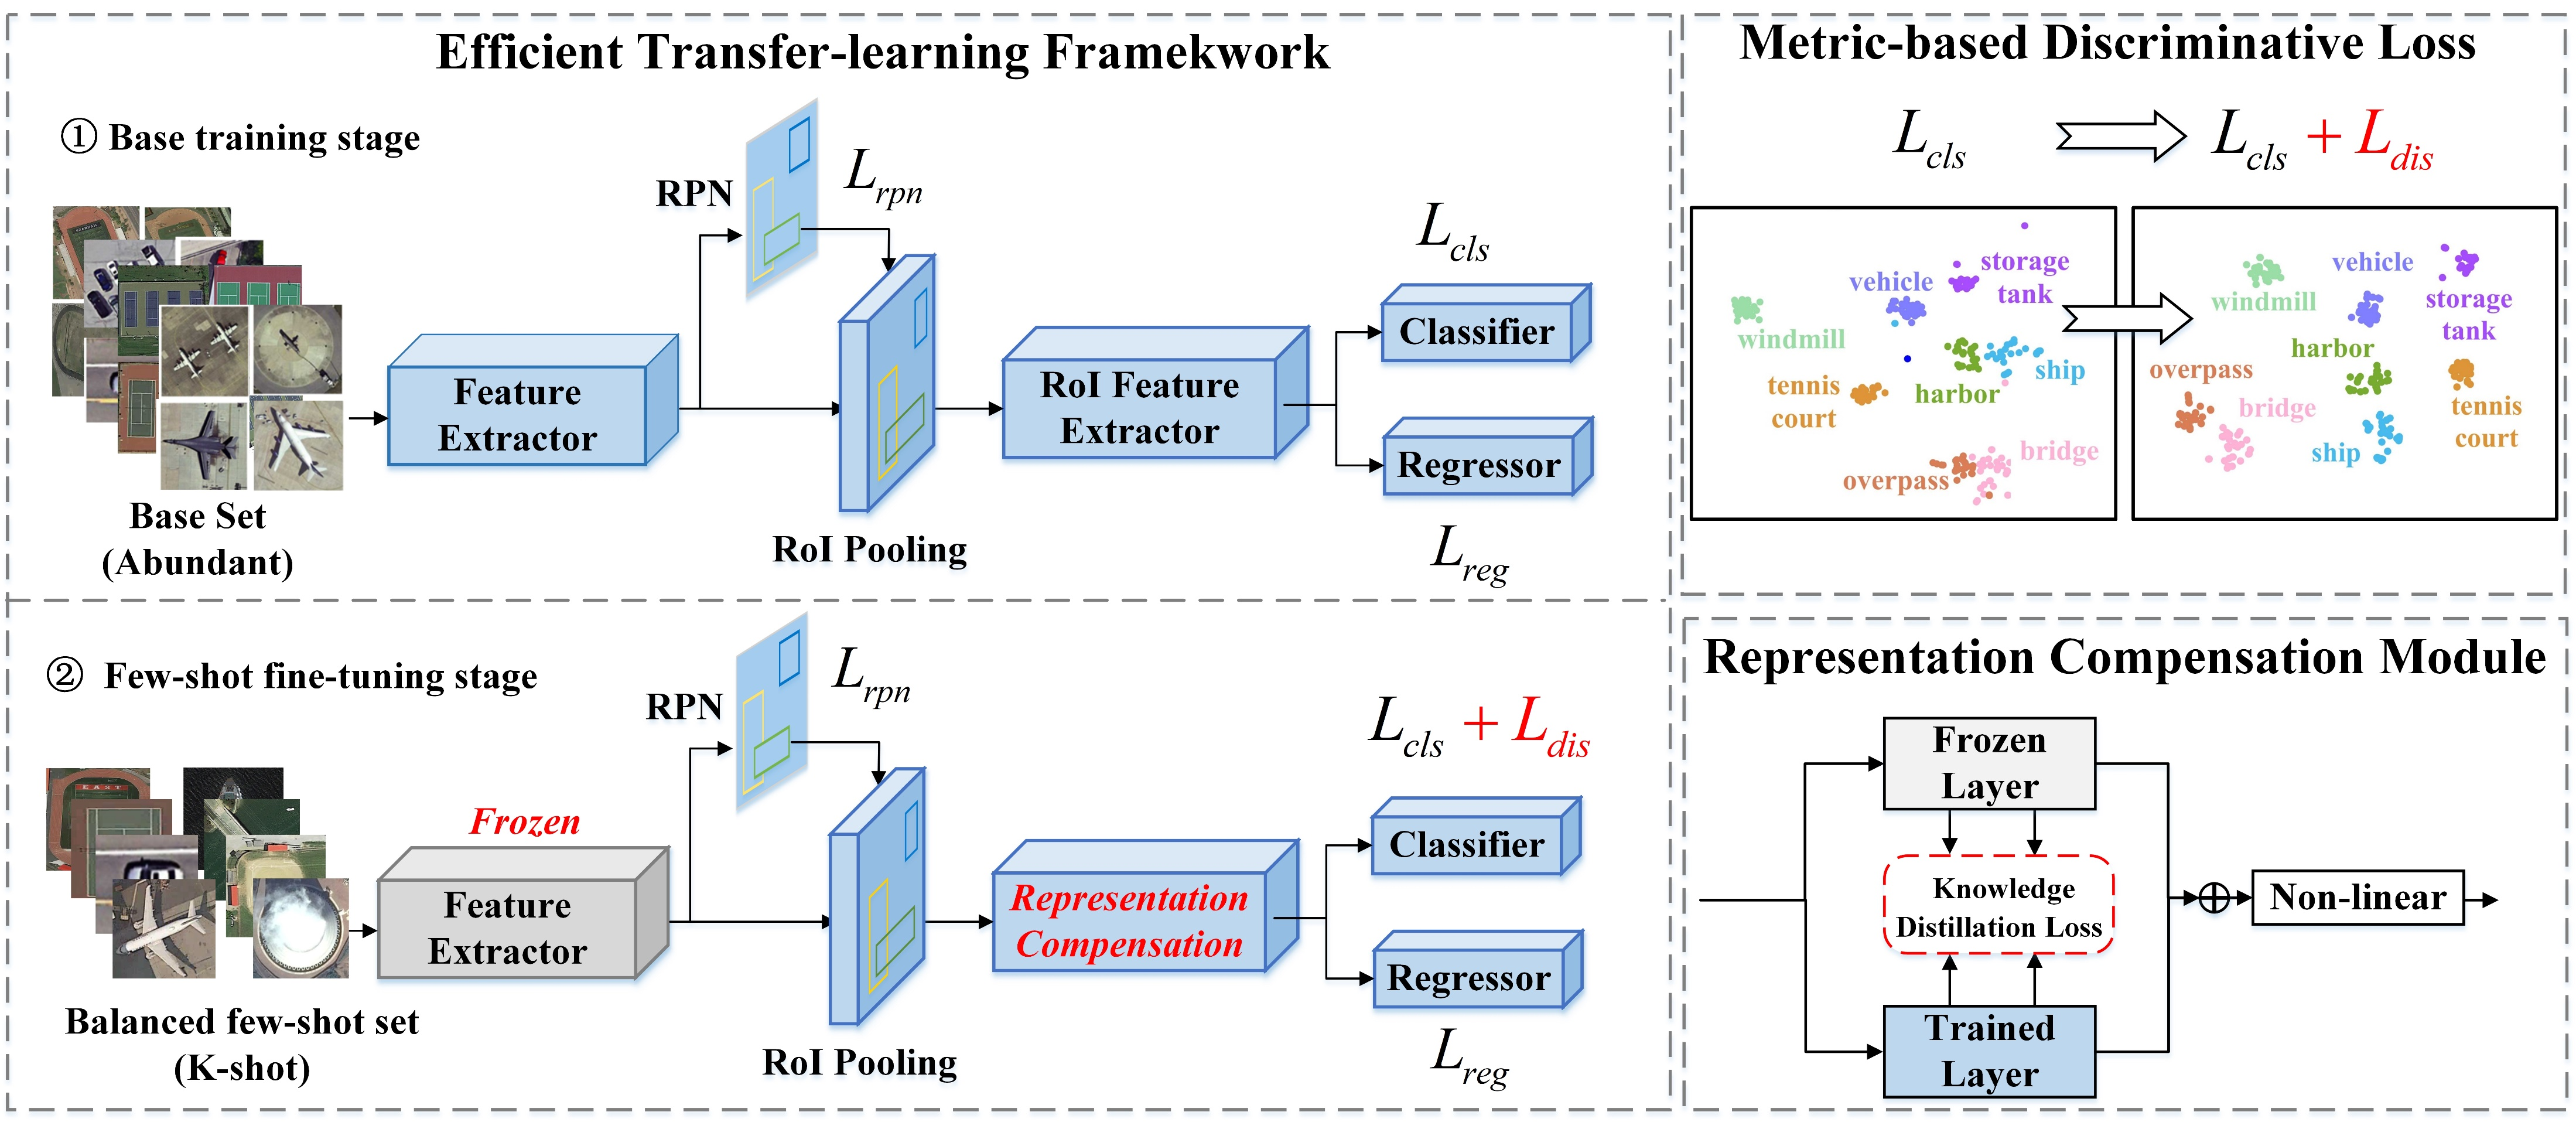 Efficient Transfer-learning Framekwork
① Base training stage
RPN
L_rpn
Feature
Extractor
Base Set
(Abundant)
RoI Pooling
RoI Feature
Extractor
L_cls
Classifier
Regressor
L_reg
② Few-shot fine-tuning stage
RPN
L_rpn
EAST
Frozen
Feature
Extractor
Balanced few-shot set
(K-shot)
RoI Pooling
Representation
Compensation
L_cls + L_dis
Classifier
Regressor
L_reg
Metric-based Discriminative Loss
L_cls
L_cls + L_dis
storage
tank
vehicle
windmill
harbor
ship
tennis
court
overpass
bridge
vehicle
windmill
storage
tank
harbor
overpass
bridge
tennis
court
ship
Representation Compensation Module
Frozen
Layer
Knowledge
Distillation Loss
Non-linear
Trained
Layer